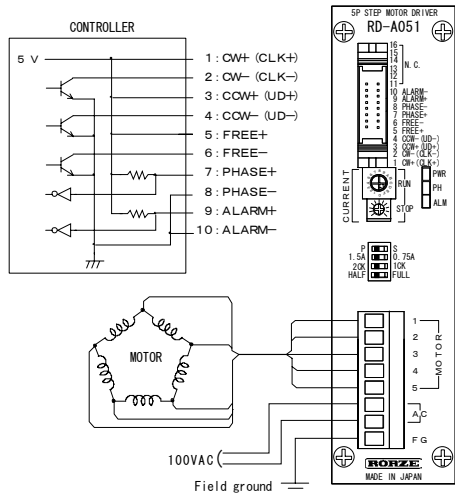 CONTROLLER
5 V
1 : CW+ (CLK+)
2 : CW- (CLK-)
3 : CCW+ (UD+)
4 : CCW- (UD-)
5 : FREE+
6 : FREE-
7 : PHASE+
8 : PHASE-
9 : ALARM+
10 : ALARM-
MOTOR
100VAC
Field ground
5P STEP MOTOR DRIVER
RD-A051
16
15
14
13
12
11
N.C.
10 ALARM-
9 ALARM+
8 PHASE-
7 PHASE+
6 FREE-
5 FREE+
4 CCW-(UD-)
3 CCW+(UD+)
2 CW-(CLK-)
1 CW+(CLK+)
PWR
PH
ALM
CURRENT
RUN
STOP
P S
1.5A 0.75A
2CK 1CK
HALF FULL
1
2
3
4
5
MOTOR
AC
FG
RORZE
MADE IN JAPAN